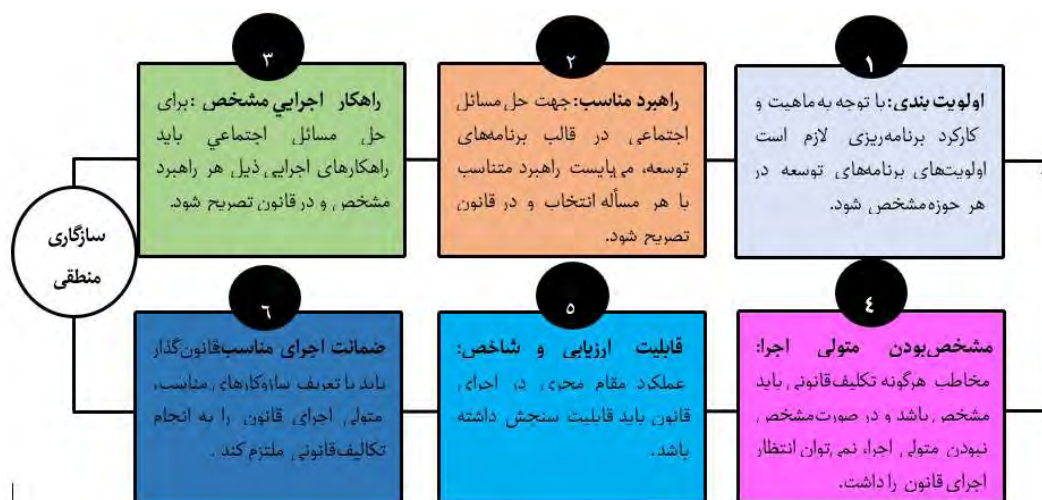 ۱
اولویت بندی: با توجه به ماهیت و
کارکرد برنامه‌ریزی لازم است
اولویت‌های برنامه‌های توسعه در
هر حوزه مشخص شود.
۲
راهبرد مناسب: جهت حل مسائل
اجتماعی در قالب برنامه‌های
توسعه، می‌بایست راهبرد متناسب
با هر مسأله انتخاب و در قانون
تصریح شود.
۳
راهکار اجرایي مشخص :برای
حل مسائل اجتماعي باید
راهکارهای اجرایی ذیل هر راهبرد
مشخص و در قانون تصریح شود.
سازگاری
منطقی
٤
مشخص‌بودن متولی اجرا:
مخاطب هرگونه تکلیف‌قانونی باید
مشخص باشد و در صورت‌مشخص
نبودن متولی اجرا، نمی‌توان انتظار
اجرای قانون را داشت.
٥
قابلیت ارزیابی و شاخص:
عملکرد مقام مجری در اجرای
قانون باید قابلیت سنجش داشته
باشد.
٦
ضمانت اجرای مناسب‌قانون‌گذار
باید با تعریف سازوکارهای مناسب،
متولی اجرای قانون را به انجام
تکالیف‌قانونی ملتزم کند .